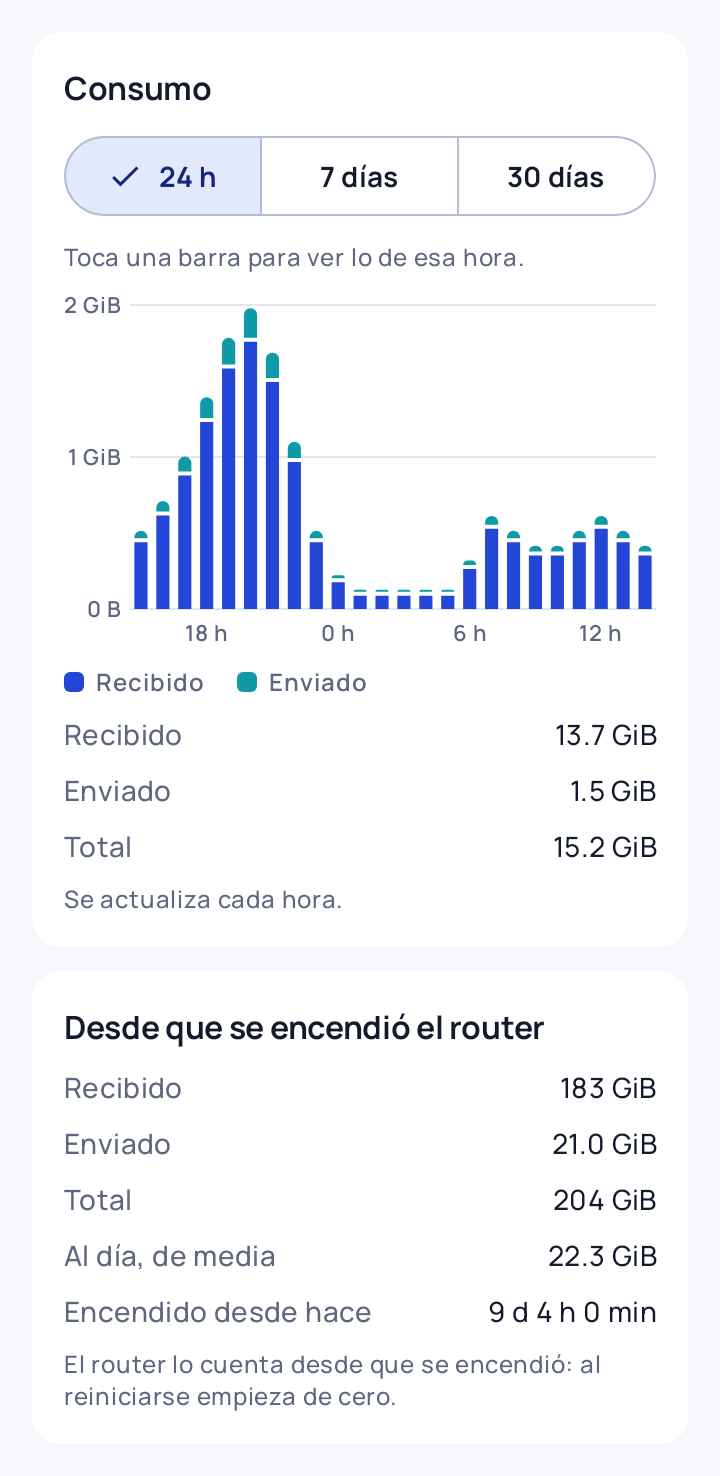 Consumo
24 h
7 días
30 días
Toca una barra para ver lo de esa hora.
2 GiB
1 GiB
0 B
18 h
0 h
6 h
12 h
Recibido
Enviado
Recibido 13.7 GiB
Enviado 1.5 GiB
Total 15.2 GiB
Se actualiza cada hora.
Desde que se encendió el router
Recibido 183 GiB
Enviado 21.0 GiB
Total 204 GiB
Al día, de media 22.3 GiB
Encendido desde hace 9 d 4 h 0 min
El router lo cuenta desde que se encendió: al
reiniciarse empieza de cero.